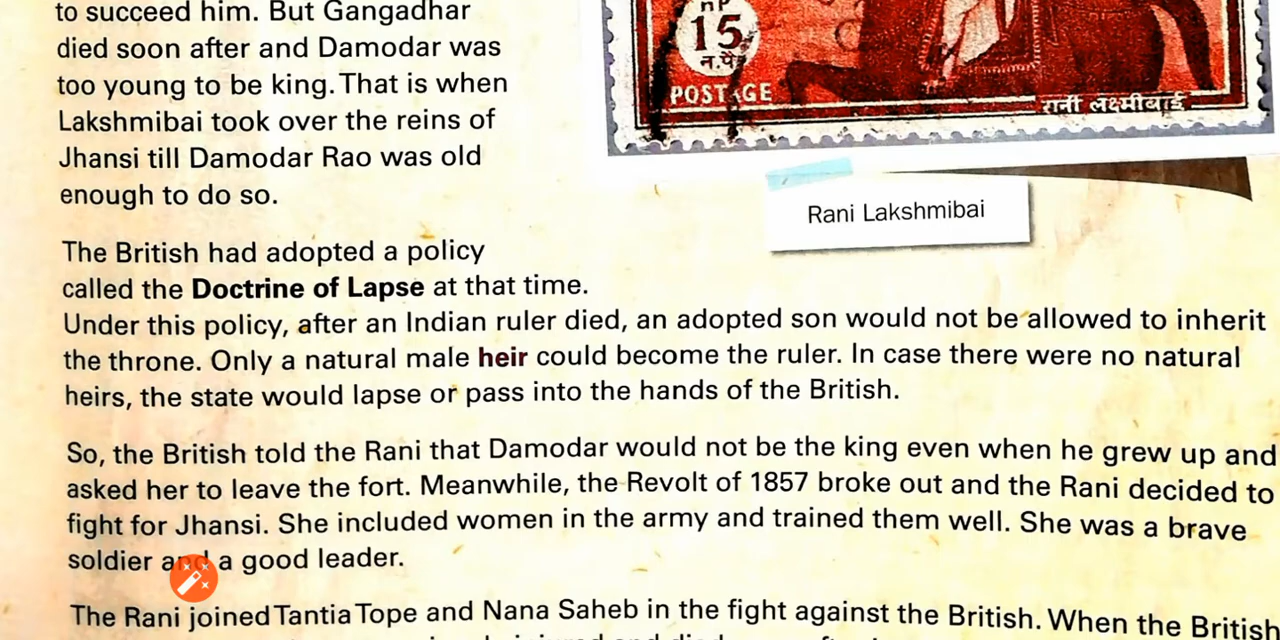 to succeed him. But Gangadhar
died soon after and Damodar was
too young to be king. That is when
Lakshmibai took over the reins of
Jhansi till Damodar Rao was old
enough to do so.
nP
15
न.पै.
POSTAGE
रानी लक्ष्मीबाई
Rani Lakshmibai
The British had adopted a policy
called the Doctrine of Lapse at that time.
Under this policy, after an Indian ruler died, an adopted son would not be allowed to inherit
the throne. Only a natural male heir could become the ruler. In case there were no natural
heirs, the state would lapse or pass into the hands of the British.
So, the British told the Rani that Damodar would not be the king even when he grew up and
asked her to leave the fort. Meanwhile, the Revolt of 1857 broke out and the Rani decided to
fight for Jhansi. She included women in the army and trained them well. She was a brave
soldier and a good leader.
The Rani joined Tantia Tope and Nana Saheb in the fight against the British. When the British
injured and died